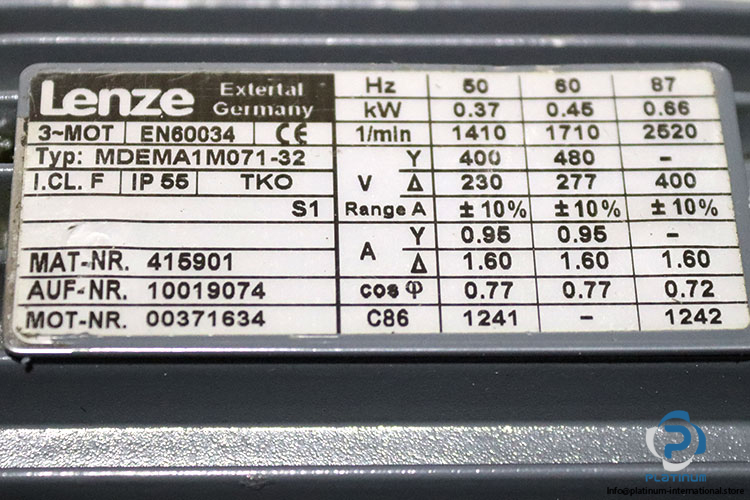 Lenze Extertal Germany
3~MOT EN60034 CE
Typ: MDEMA1M071-32
I.CL. F IP 55 TKO
S1
MAT-NR. 415901
AUF-NR. 10019074
MOT-NR. 00371634
Hz 50 60 87
kW 0.37 0.45 0.66
1/min 1410 1710 2520
V Y 400 480 -
Δ 230 277 400
Range A ±10% ±10% ±10%
A Y 0.95 0.95 -
Δ 1.60 1.60 1.60
cos φ 0.77 0.77 0.72
C86 1241 - 1242
PLATINUM
info@platinum-international.store